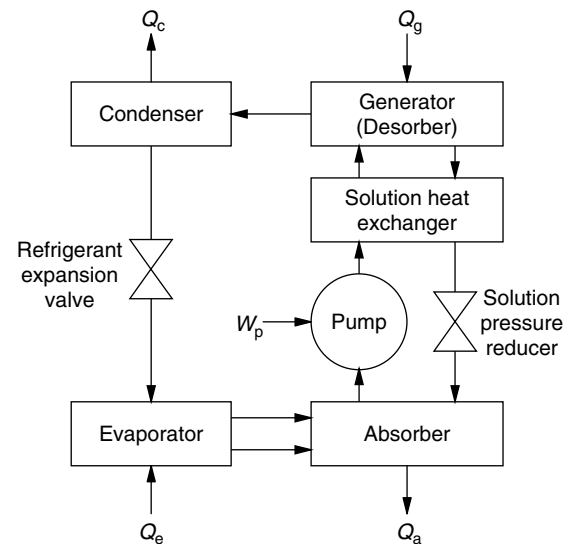 Qc
Qg
Condenser
Generator
(Desorber)
Solution heat
exchanger
Refrigerant
expansion
valve
Wp
Pump
Solution
pressure
reducer
Evaporator
Absorber
Qe
Qa